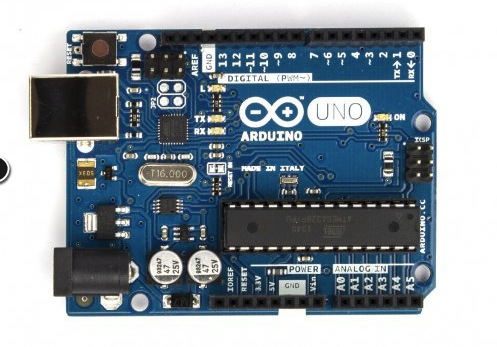 RESET
AREF
GND
13
12
~11
~10
~9
8
7
~6
~5
~4
~3
2
TX→1
RX←0
DIGITAL (PWM~)
L
TX
RX
UNO
ARDUINO
ON
ICSP
T16.000
RESET EN
MADE IN ITALY
ARDUINO.CC
47
25V
47
25V
IOREF
RESET
3.3V
5V
GND
Vin
POWER
ANALOG IN
A0
A1
A2
A3
A4
A5